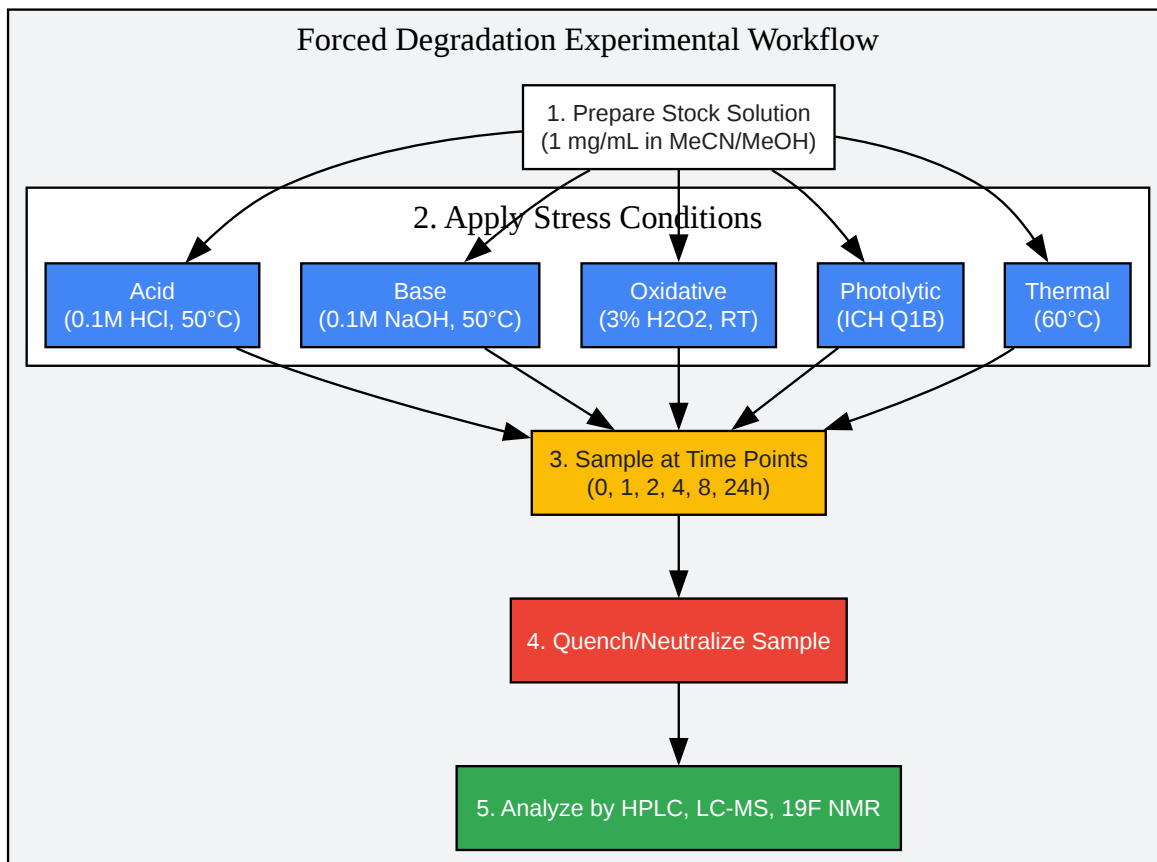 Forced Degradation Experimental Workflow
1. Prepare Stock Solution
(1 mg/mL in MeCN/MeOH)
2. Apply Stress Conditions
Acid
(0.1M HCl, 50°C)
Base
(0.1M NaOH, 50°C)
Oxidative
(3% H2O2, RT)
Photolytic
(ICH Q1B)
Thermal
(60°C)
3. Sample at Time Points
(0, 1, 2, 4, 8, 24h)
4. Quench/Neutralize Sample
5. Analyze by HPLC, LC-MS, 19F NMR